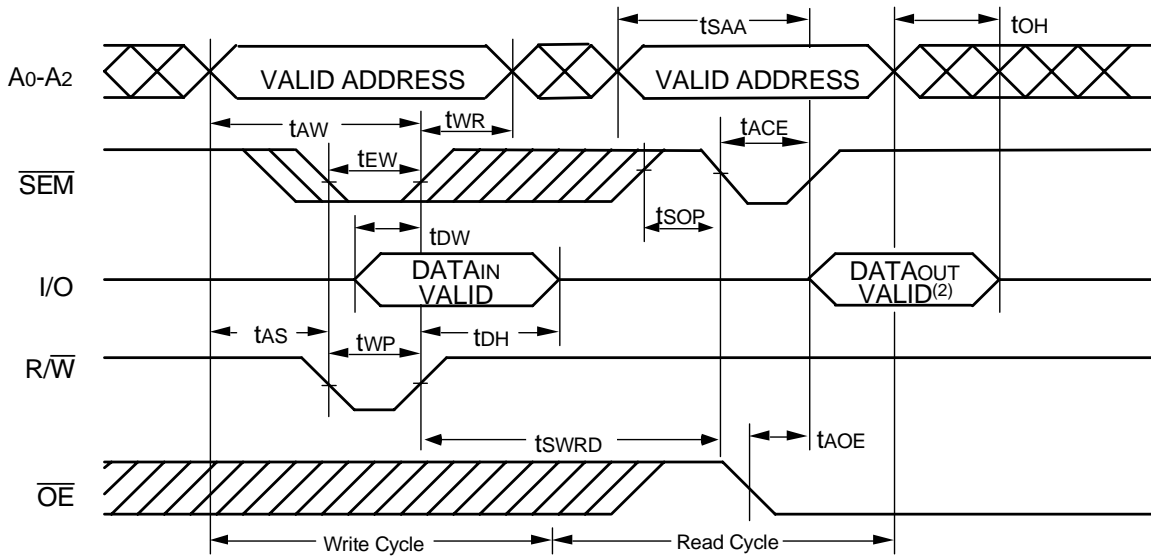 tSAA
tOH
A0-A2
VALID ADDRESS
VALID ADDRESS
tAW
tWR
tACE
tEW
SEM
tSOP
tDW
I/O
DATAIN
VALID
DATAOUT
VALID(2)
tAS
tWP
tDH
R/W
tSWRD
tAOE
OE
Write Cycle
Read Cycle